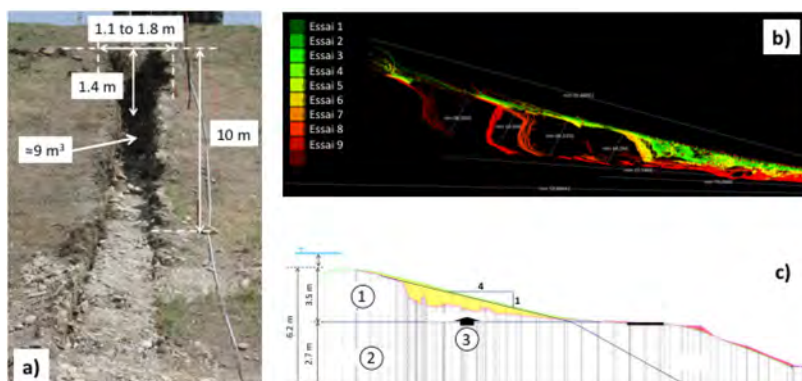 1.1 to 1.8 m
1.4 m
≈9 m³
10 m
a)
b)
Essai 1
Essai 2
Essai 3
Essai 4
Essai 5
Essai 6
Essai 7
Essai 8
Essai 9
c)
4
1
1
2
3
3.5 m
6.2 m
2.7 m